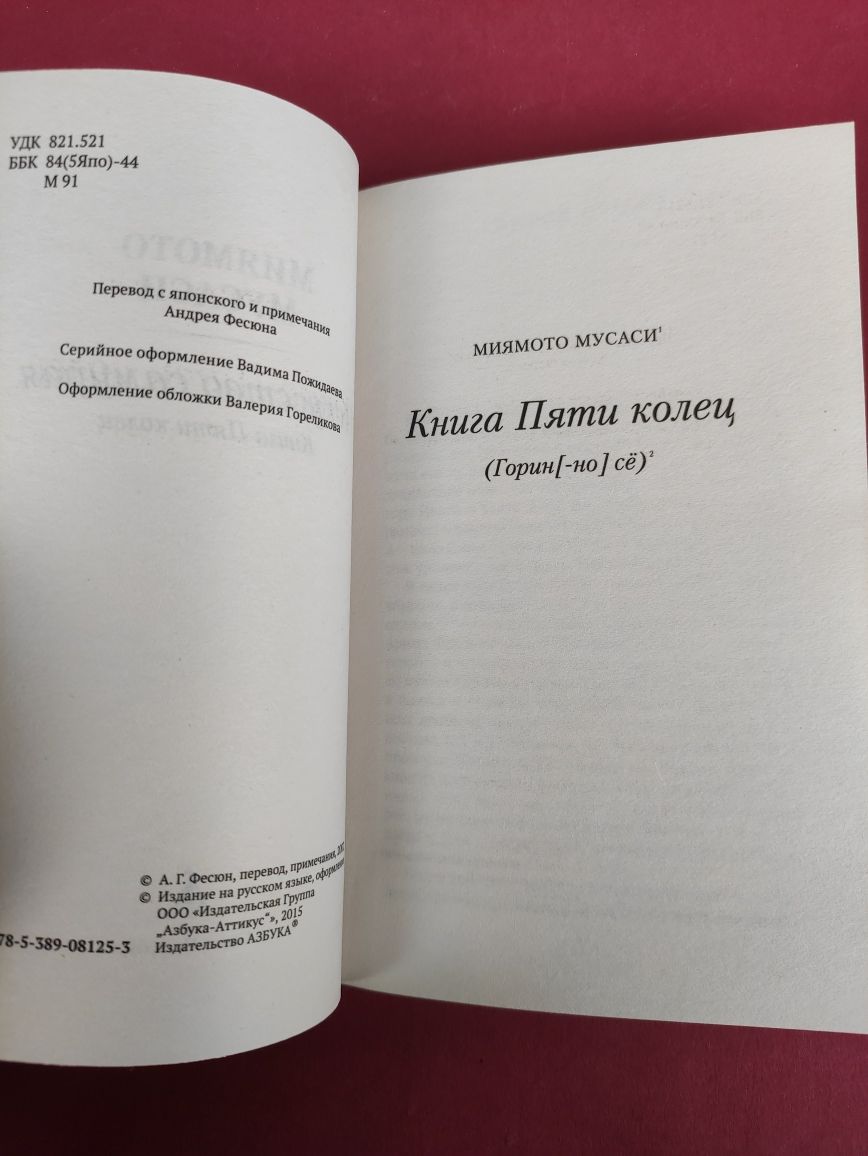 УДК 821.521
ББК 84(5Япо)-44
М 91
Перевод с японского и примечания
Андрея Фесюна
Серийное оформление Вадима Пожидаева
Оформление обложки Валерия Гореликова
© А. Г. Фесюн, перевод, примечания,
© Издание на русском языке,
ООО «Издательская Группа
„Азбука-Аттикус“», 2015
Издательство АЗБУКА®
78-5-389-08125-3
МИЯМОТО МУСАСИ¹
Книга Пяти колец
(Горин[-но] сё)²